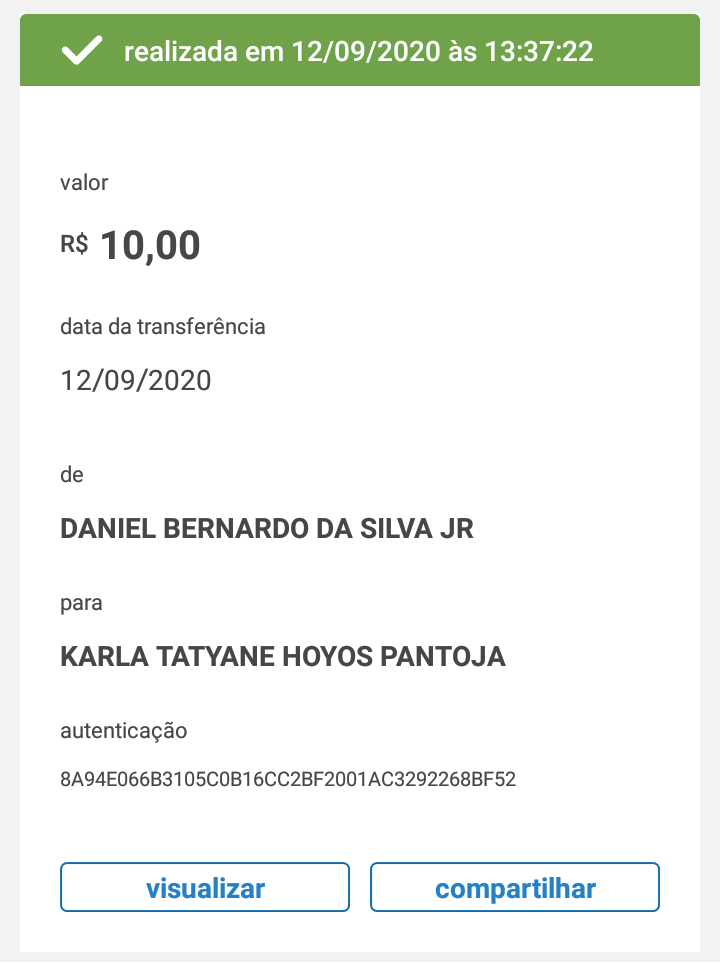 realizada em 12/09/2020 às 13:37:22
valor
R$ 10,00
data da transferência
12/09/2020
de
DANIEL BERNARDO DA SILVA JR
para
KARLA TATYANE HOYOS PANTOJA
autenticação
8A94E066B3105C0B16CC2BF2001AC3292268BF52
visualizar
compartilhar